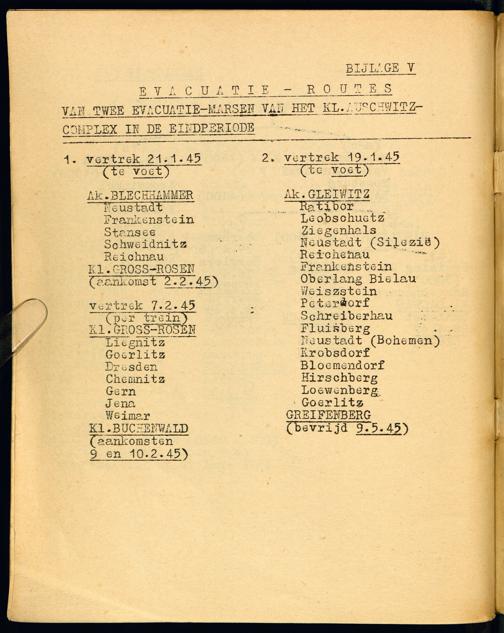 BIJLAGE V
EVACUATIE - ROUTES
VAN TWEE EVACUATIE-MARSEN VAN HET KL.AUSCHWITZ-
COMPLEX IN DE EINDPERIODE
1. vertrek 21.1.45
(te voet)
Ak.BLECHHAMMER
Neustadt
Frankenstein
Stansee
Schweidnitz
Reichnau
Kl.GROSS-ROSEN
(aankomst 2.2.45)
vertrek 7.2.45
(per trein)
Kl.GROSS-ROSEN
Liegnitz
Goerlitz
Dresden
Chemnitz
Gern
Jena
Weimar
Kl.BUCHENWALD
(aankomsten
9 en 10.2.45)
2. vertrek 19.1.45
(te voet)
Ak.GLEIWITZ
Ratibor
Leobschuetz
Ziegenhals
Neustadt (Silezië)
Reichenau
Frankenstein
Oberlang Bielau
Weiszstein
Petersdorf
Schreiberhau
Fluinberg
Neustadt (Bohemen)
Krobsdorf
Bloemendorf
Hirschberg
Loewenberg
Goerlitz
GREIFENBERG
(bevrijd 9.5.45)